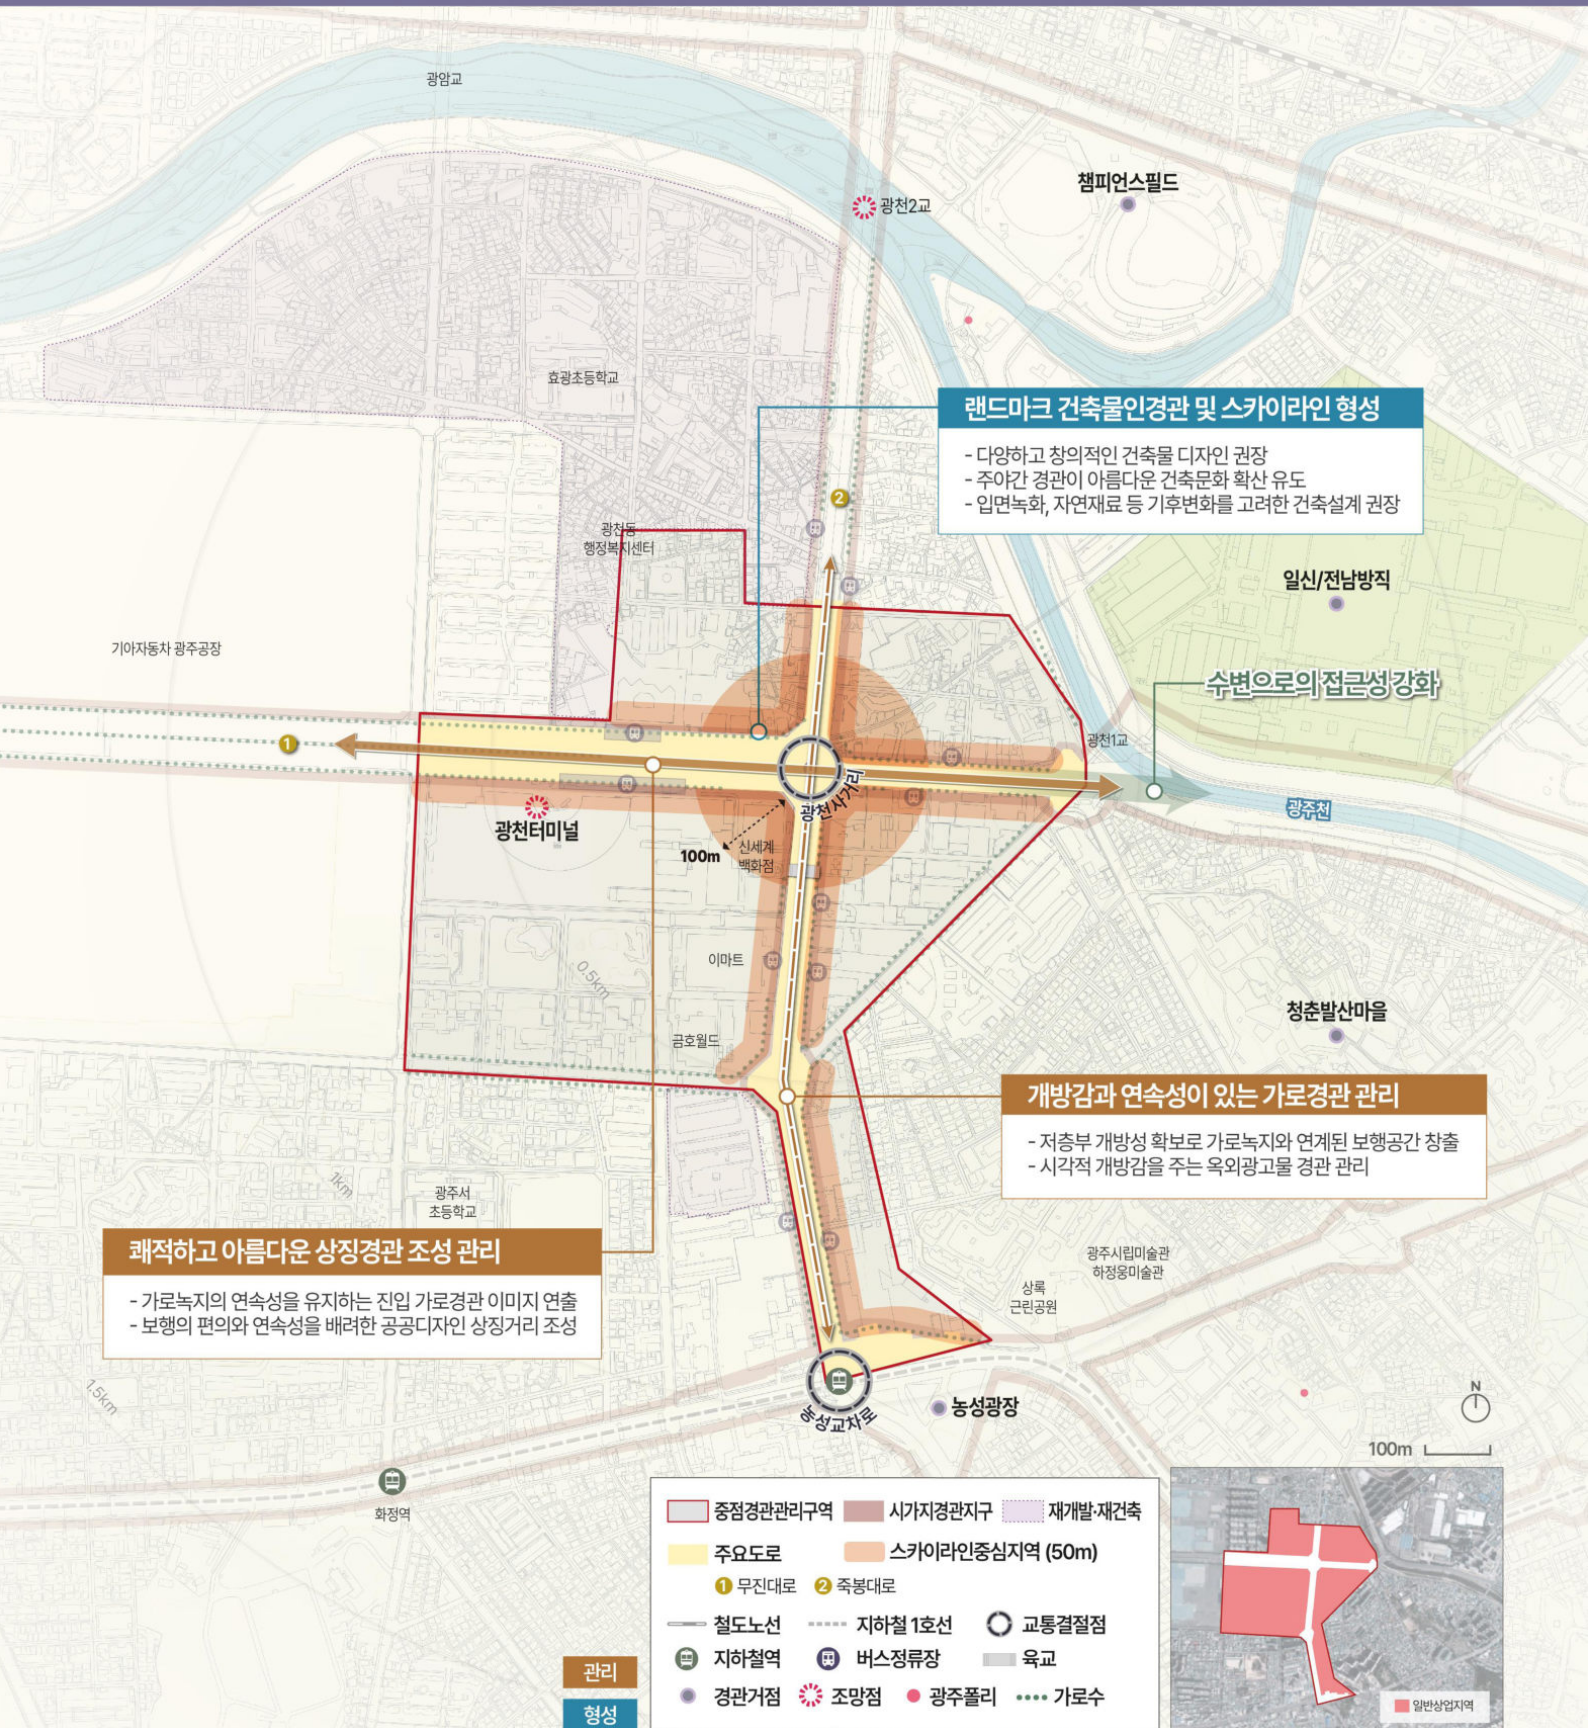 광암교
챔피언스필드
광천2교
효광초등학교
랜드마크 건축물인경관 및 스카이라인 형성
- 다양하고 창의적인 건축물 디자인 권장
- 주야간 경관이 아름다운 건축문화 확산 유도
- 입면녹화, 자연재료 등 기후변화를 고려한 건축설계 권장
2
광천동
행정복지센터
일신/전남방직
기아자동차 광주공장
수변으로의 접근성 강화
1
광천1교
광천사거리
광주천
광천터미널
100m
신세계
백화점
이마트
0.5km
청춘발산마을
금호월드
개방감과 연속성이 있는 가로경관 관리
- 저층부 개방성 확보로 가로녹지와 연계된 보행공간 창출
- 시각적 개방감을 주는 옥외광고물 경관 관리
1km
광주서
초등학교
쾌적하고 아름다운 상징경관 조성 관리
- 가로녹지의 연속성을 유지하는 진입 가로경관 이미지 연출
- 보행의 편의와 연속성을 배려한 공공디자인 상징거리 조성
광주시립미술관
하정웅미술관
상록
근린공원
1.5km
농성광장
농성교차로
N
100m
화정역
중점경관관리구역 시가지경관지구 재개발·재건축
주요도로 스카이라인중심지역 (50m)
1 무진대로 2 죽봉대로
철도노선 지하철 1호선 교통결절점
지하철역 버스정류장 육교
경관거점 조망점 광주폴리 가로수
관리
형성
일반상업지역